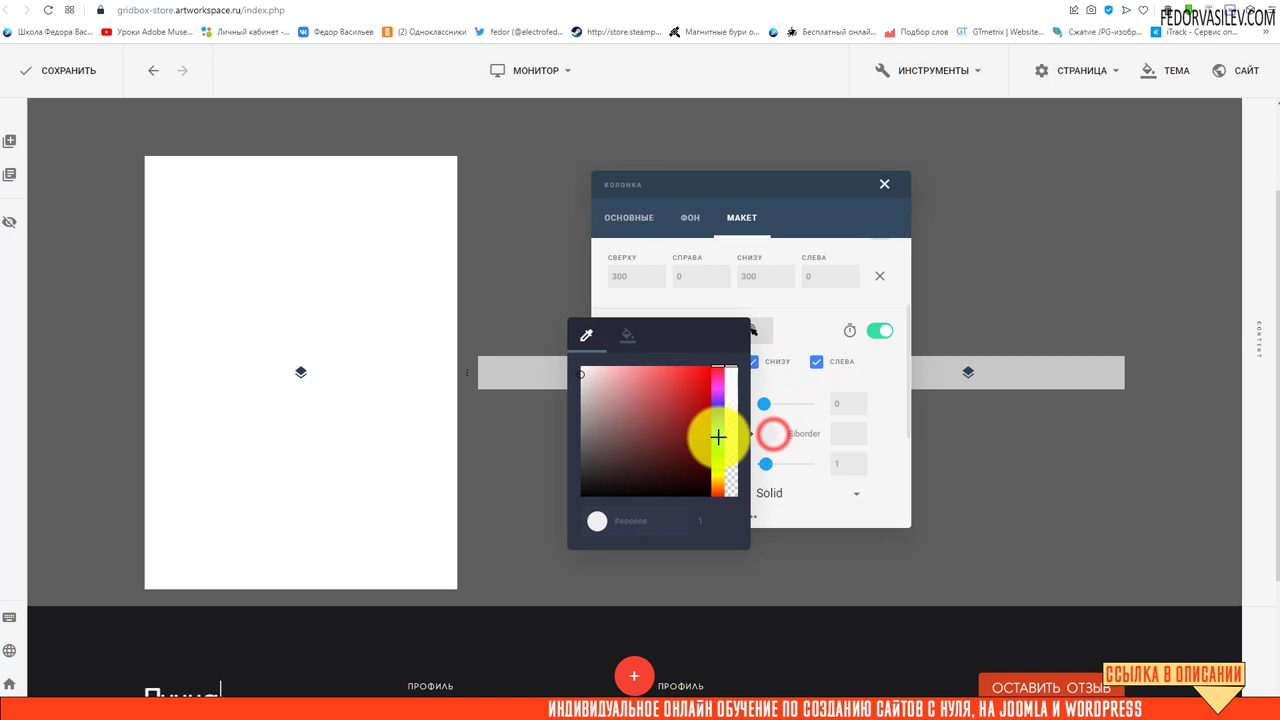 gridbox-store.artworkspace.ru/index.php
FEDORVASILEV.COM
Школа Федора Вас...
Уроки Adobe Muse...
Личный кабинет -...
Федор Васильев
(2) Одноклассники
fedor (@electrofed...
http://store.steamp...
Магнитные бури о...
Бесплатный онлай...
Подбор слов
GTmetrix | Website...
Сжатие JPG-изобр...
iTrack - Сервис оп...
СОХРАНИТЬ
МОНИТОР
ИНСТРУМЕНТЫ
СТРАНИЦА
ТЕМА
САЙТ
КОЛОНКА
ОСНОВНЫЕ
ФОН
МАКЕТ
СВЕРХУ
СПРАВА
СНИЗУ
СЛЕВА
300
0
300
0
СНИЗУ
СЛЕВА
0
@border
1
Solid
#eeeeee
1
CONTENT
ПРОФИЛЬ
ПРОФИЛЬ
ОСТАВИТЬ ОТЗЫВ
ССЫЛКА В ОПИСАНИИ
ИНДИВИДУАЛЬНОЕ ОНЛАЙН ОБУЧЕНИЕ ПО СОЗДАНИЮ САЙТОВ С НУЛЯ, НА JOOMLA И WORDPRESS